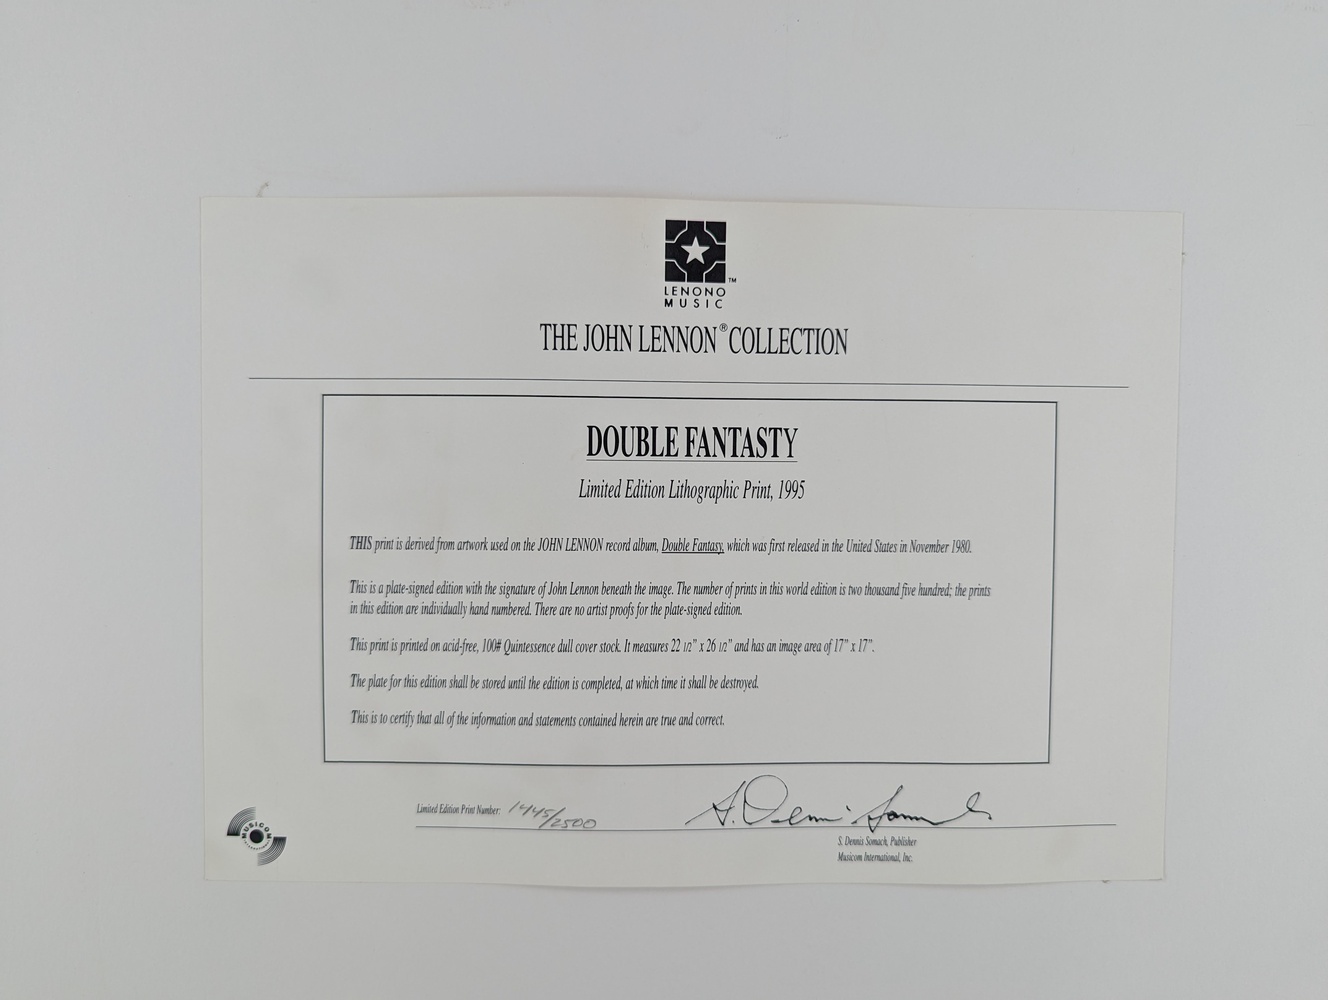 LENONO™
MUSIC
THE JOHN LENNON® COLLECTION
DOUBLE FANTASTY
Limited Edition Lithographic Print, 1995
THIS print is derived from artwork used on the JOHN LENNON record album, Double Fantasy, which was first released in the United States in November 1980.
This is a plate-signed edition with the signature of John Lennon beneath the image. The number of prints in this world edition is two thousand five hundred; the prints
in this edition are individually hand numbered. There are no artist proofs for the plate-signed edition.
This print is printed on acid-free, 100# Quintessence dull cover stock. It measures 22 1/2" x 26 1/2" and has an image area of 17" x 17".
The plate for this edition shall be stored until the edition is completed, at which time it shall be destroyed.
This is to certify that all of the information and statements contained herein are true and correct.
Limited Edition Print Number: 1445/2500
S. Dennis Somach, Publisher
Musicom International, Inc.
MUSICOM